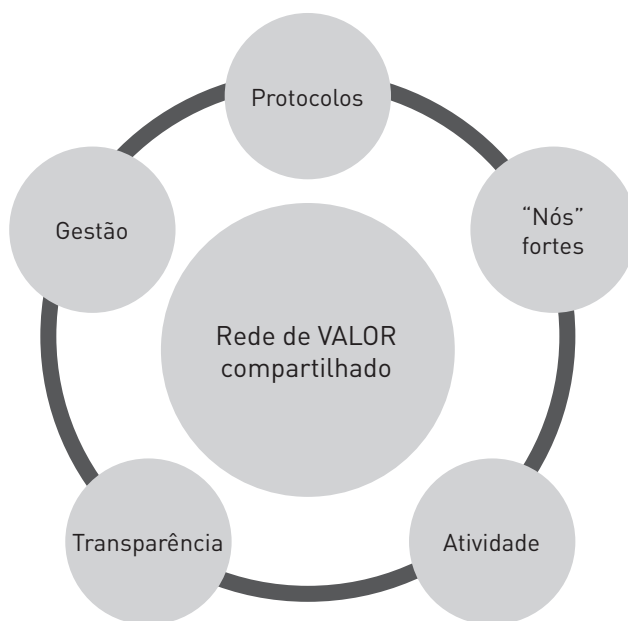 Protocolos
“Nós”
fortes
Gestão
Rede de VALOR
compartilhado
Transparência
Atividade